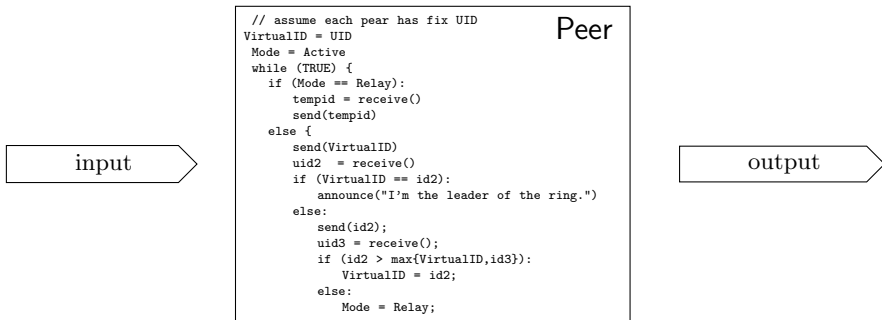 // assume each pear has fix UID
Peer
VirtualID = UID
Mode = Active
while (TRUE) {
if (Mode == Relay):
tempid = receive()
send(tempid)
else {
send(VirtualID)
input
uid2 = receive()
output
if (VirtualID == id2):
announce("I'm the leader of the ring.")
else:
send(id2);
uid3 = receive();
if (id2 > max{VirtualID,id3}):
VirtualID = id2;
else:
Mode = Relay;